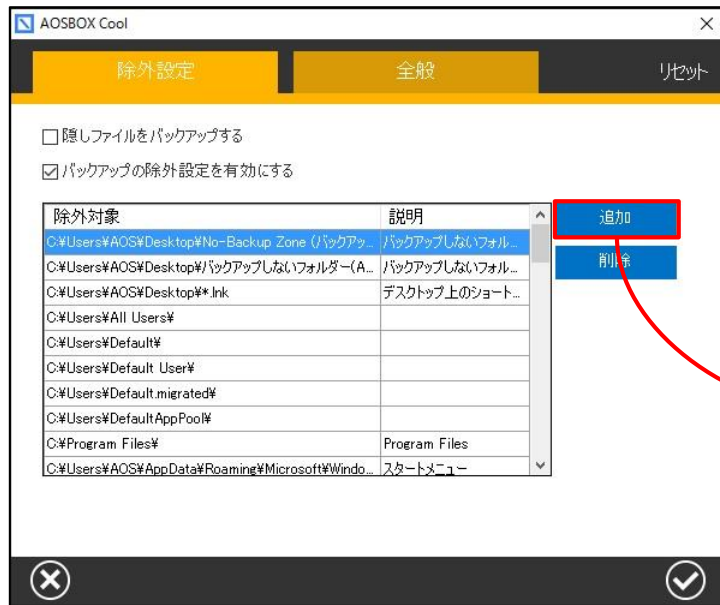 AOSBOX Cool
除外設定 全般 リセット
隠しファイルをバックアップする
バックアップの除外設定を有効にする
除外対象 説明 追加
C:¥Users¥AOS¥Desktop¥No-Backup Zone (バックアッ... バックアップしないフォル...
C:¥Users¥AOS¥Desktop¥バックアップしないフォルダー(A... バックアップしないフォル... 削除
C:¥Users¥AOS¥Desktop¥*.lnk デスクトップ上のショート...
C:¥Users¥All Users¥
C:¥Users¥Default¥
C:¥Users¥Default User¥
C:¥Users¥Default.migrated¥
C:¥Users¥DefaultAppPool¥
C:¥Program Files¥ Program Files
C:¥Users¥AOS¥AppData¥Roaming¥Microsoft¥Windo... スタートメニュー